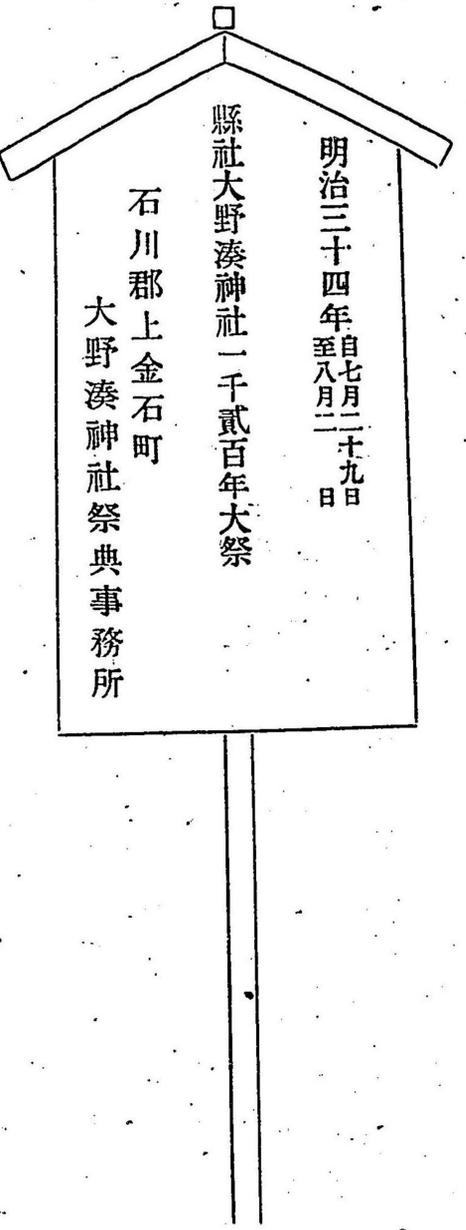 明治三十四年自七月二十九日
至八月二日
縣社大野湊神社一千貳百年大祭
石川郡上金石町
大野湊神社祭典事務所